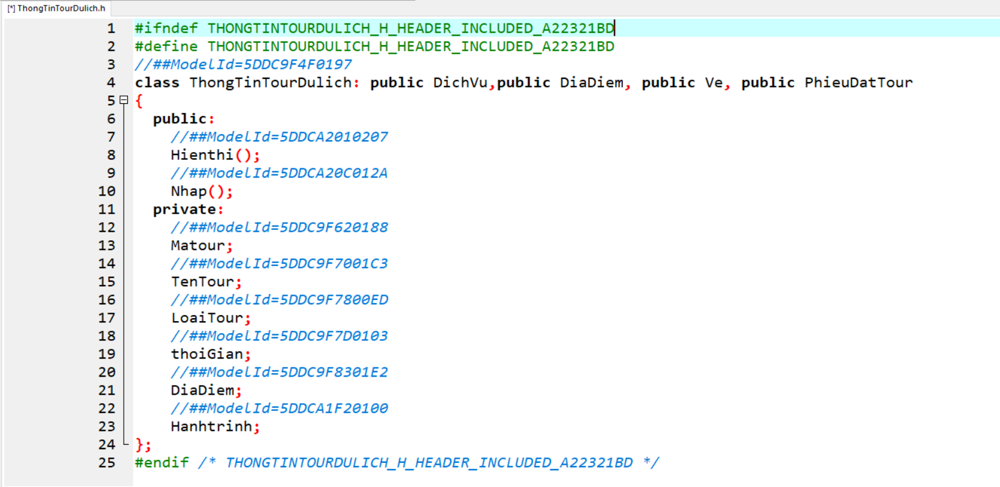 [*] ThongTinTourDulich.h
1 #ifndef THONGTINTOURDULICH_H_HEADER_INCLUDED_A22321BD
2 #define THONGTINTOURDULICH_H_HEADER_INCLUDED_A22321BD
3 //##ModelId=5DDC9F4F0197
4 class ThongTinTourDulich: public DichVu,public DiaDiem, public Ve, public PhieuDatTour
5 {
6 public:
7 //##ModelId=5DDCA2010207
8 Hienthi();
9 //##ModelId=5DDCA20C012A
10 Nhap();
11 private:
12 //##ModelId=5DDC9F620188
13 Matour;
14 //##ModelId=5DDC9F7001C3
15 TenTour;
16 //##ModelId=5DDC9F7800ED
17 LoaiTour;
18 //##ModelId=5DDC9F7D0103
19 thoiGian;
20 //##ModelId=5DDC9F8301E2
21 DiaDiem;
22 //##ModelId=5DDCA1F20100
23 Hanhtrinh;
24 };
25 #endif /* THONGTINTOURDULICH_H_HEADER_INCLUDED_A22321BD */